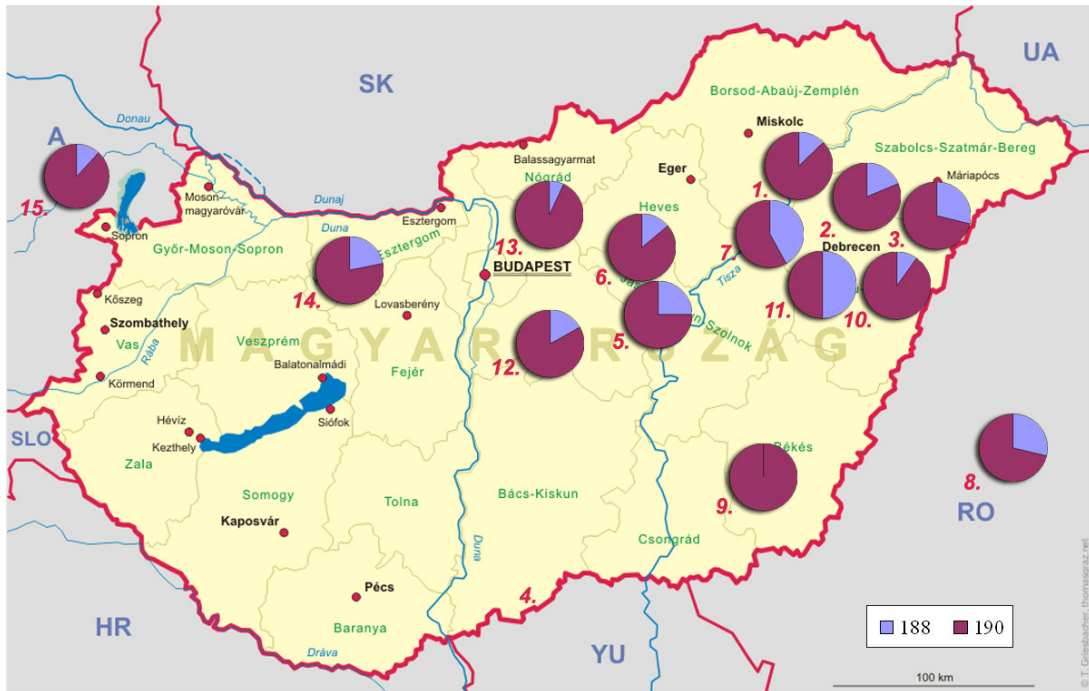 UA
SK
Borsod-Abaúj-Zemplén
Donau
A
Miskolc
Balassagyarmat
Szabolcs-Szatmár-Bereg
Nógrád
Eger
Máriapócs
15.
Moson-
magyaróvár
Dunaj
Esztergom
Heves
1.
2.
3.
Sopron
Duna
Esztergom
13.
6.
7.
Debrecen
Győr-Moson-Sopron
BUDAPEST
Tisza
14.
Kőszeg
Lovasberény
11.
10.
Szombathely
Vas
Veszprém
5.
Szolnok
MAGYARORSZÁG
Rába
12.
Balatonalmádi
Fejér
Körmend
Siófok
Hévíz
SLO
Kezthely
Békés
Zala
8.
Somogy
Tolna
Bács-Kiskun
9.
RO
Kaposvár
Duna
Csongrád
Pécs
4.
HR
Baranya
188 190
YU
Dráva
100 km
© T. Griesbacher, thomasgraz.net